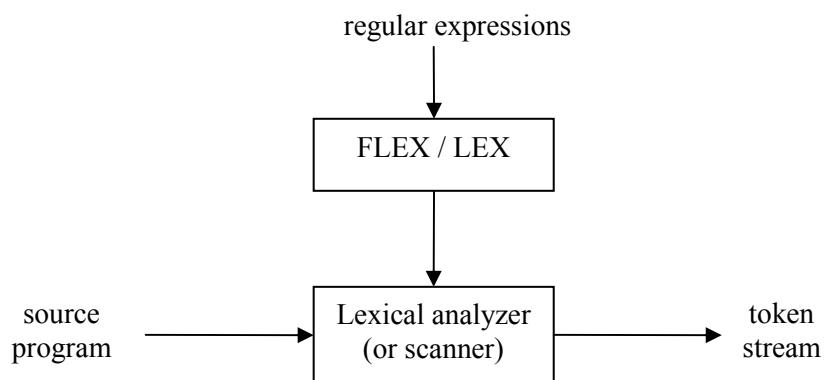 regular expressions
FLEX / LEX
source
program
Lexical analyzer
(or scanner)
token
stream